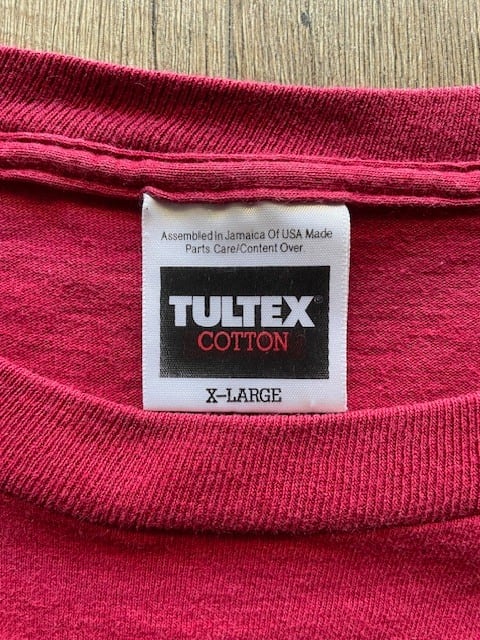 Assembled In Jamaica Of USA Made
Parts Care/Content Over.
TULTEX®
COTTON
X-LARGE